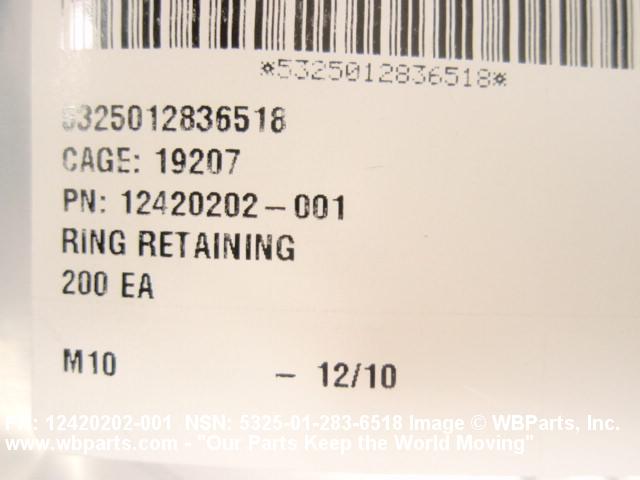 *5325012836518*
5325012836518
CAGE: 19207
PN: 12420202-001
RING RETAINING
200 EA
M10 - 12/10
PN: 12420202-001 NSN: 5325-01-283-6518 Image © WBParts, Inc.
www.wbparts.com - "Our Parts Keep the World Moving"